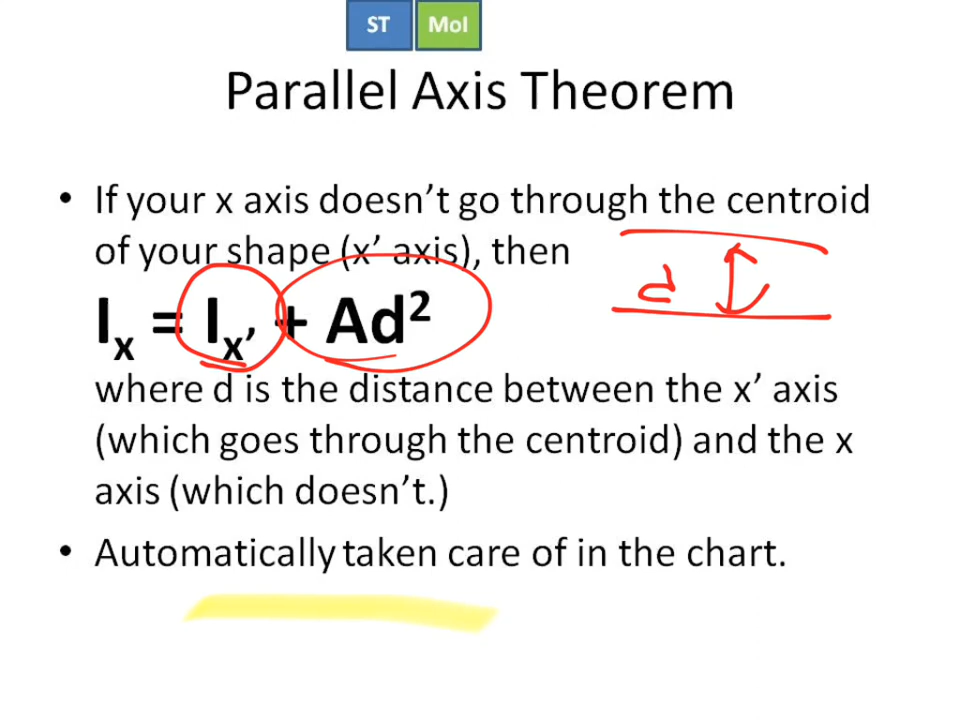 ST MoI
Parallel Axis Theorem
• If your x axis doesn't go through the centroid
of your shape (x' axis), then
Iₓ = Iₓ' + Ad²
d
where d is the distance between the x' axis
(which goes through the centroid) and the x
axis (which doesn't.)
• Automatically taken care of in the chart.